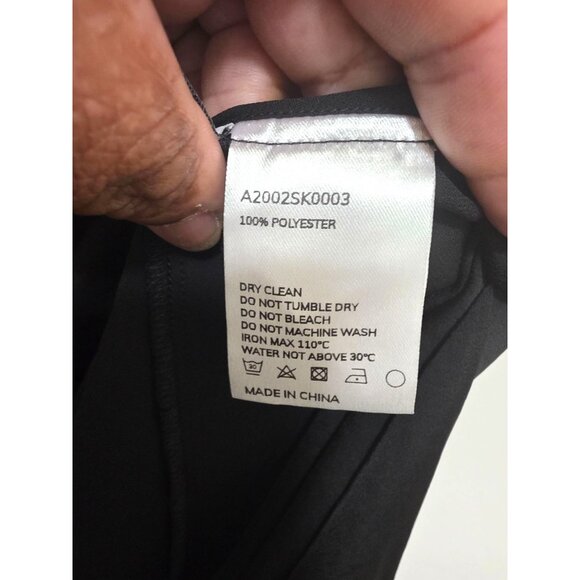 A2002SK0003
100% POLYESTER
DRY CLEAN
DO NOT TUMBLE DRY
DO NOT BLEACH
DO NOT MACHINE WASH
IRON MAX 110°C
WATER NOT ABOVE 30°C
30
MADE IN CHINA